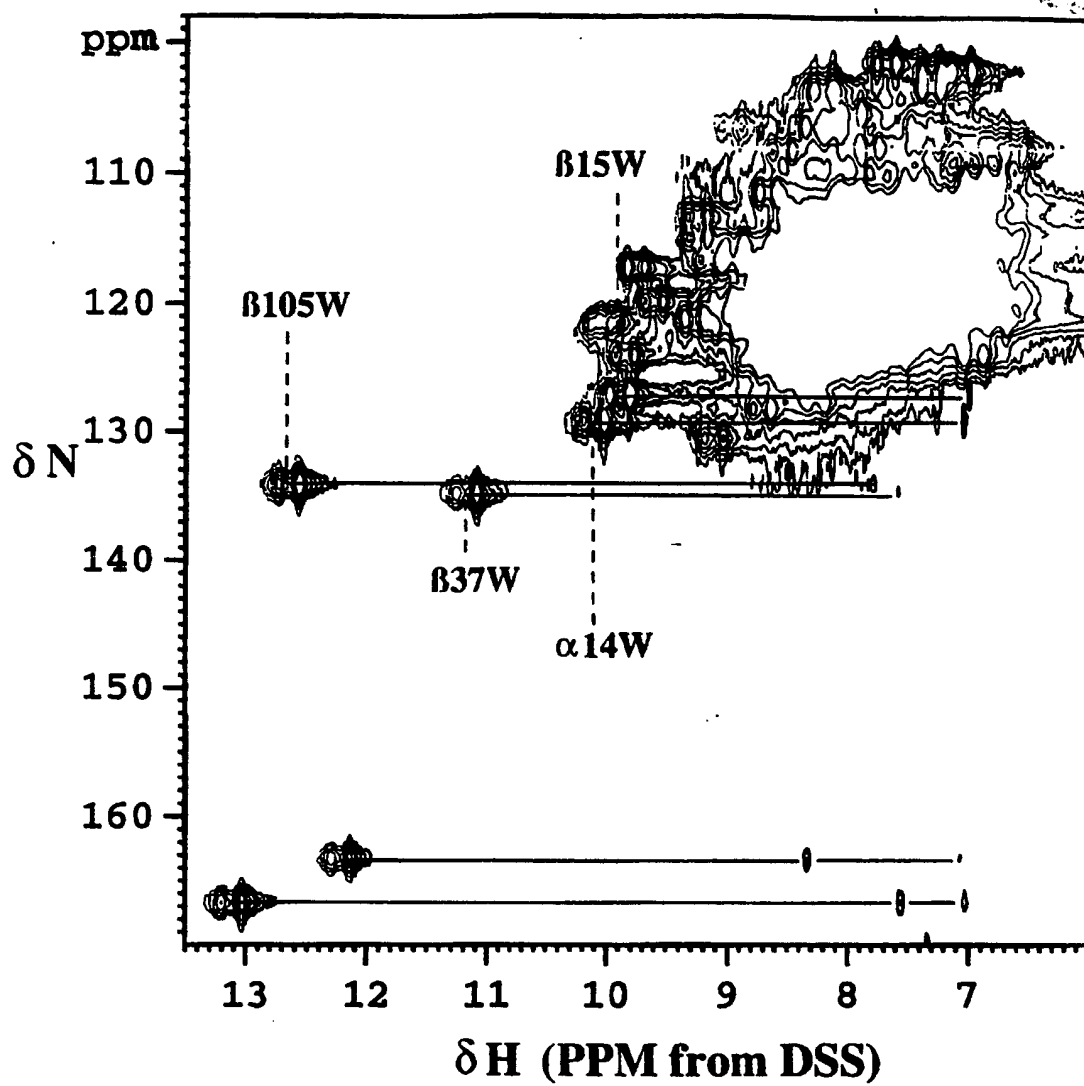 ppm
110
120
130
140
150
160
δ N
ß15W
ß105W
ß37W
α14W
13 12 11 10 9 8 7
δ H (PPM from DSS)